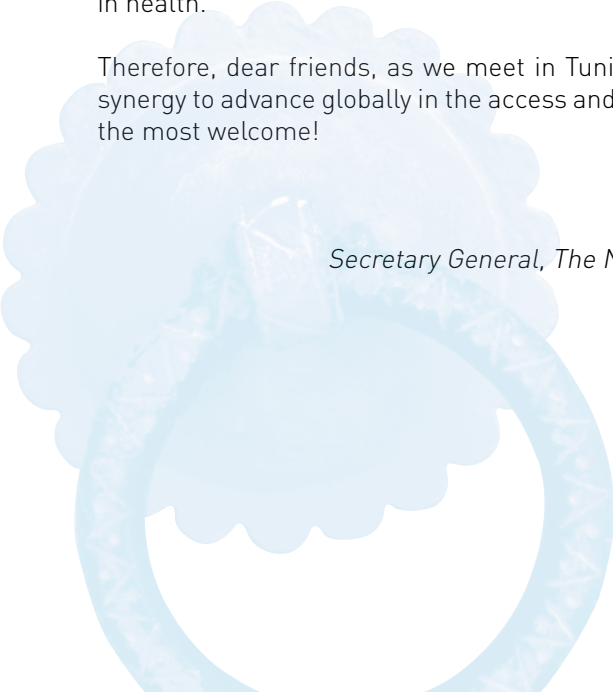 in health.
Therefore, dear friends, as we meet in Tuni
synergy to advance globally in the access and
the most welcome!
Secretary General, The